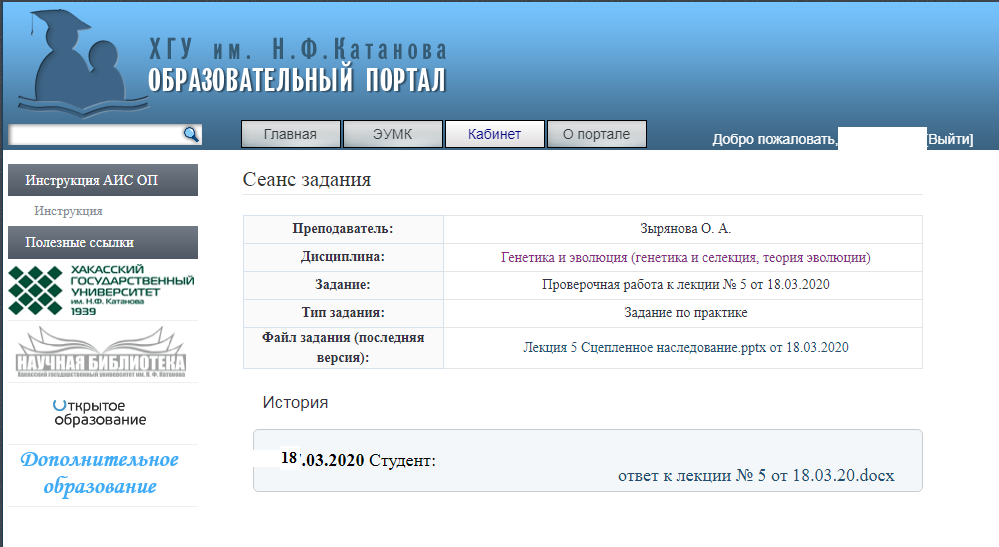 ХГУ им. Н.Ф.Катанова
ОБРАЗОВАТЕЛЬНЫЙ ПОРТАЛ
Главная
ЭУМК
Кабинет
О портале
Добро пожаловать, [Выйти]
Инструкция АИС ОП
Инструкция
Полезные ссылки
ХАКАССКИЙ
ГОСУДАРСТВЕННЫЙ
УНИВЕРСИТЕТ
им. Н.Ф. КАТАНОВА
1939
НАУЧНАЯ БИБЛИОТЕКА
Хакасский государственный университет им. Н. Ф. Катанова
Открытое
образование
Дополнительное
образование
Сеанс задания
Преподаватель: Зырянова О. А.
Дисциплина: Генетика и эволюция (генетика и селекция, теория эволюции)
Задание: Проверочная работа к лекции № 5 от 18.03.2020
Тип задания: Задание по практике
Файл задания (последняя
версия): Лекция 5 Сцепленное наследование.pptx от 18.03.2020
История
18.03.2020 Студент:
ответ к лекции № 5 от 18.03.20.docx